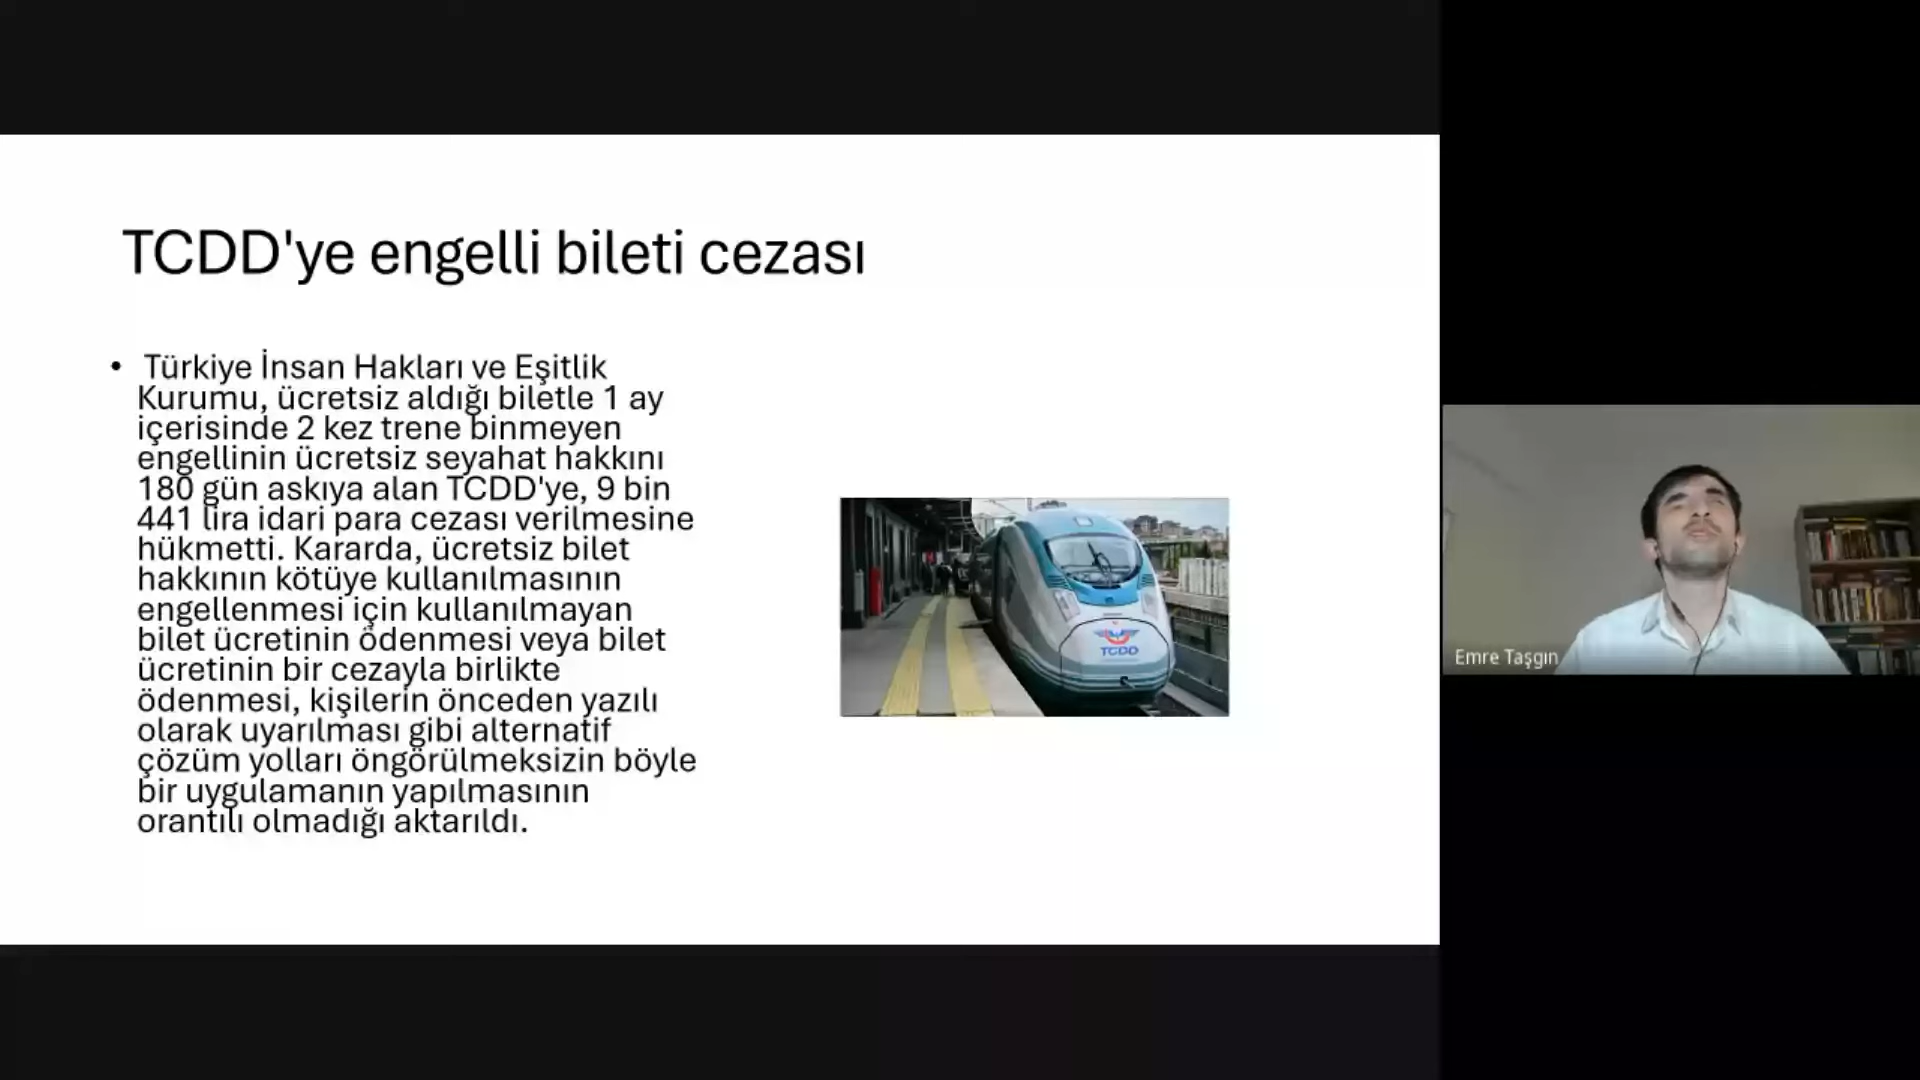 TCDD'ye engelli bileti cezası
• Türkiye İnsan Hakları ve Eşitlik
Kurumu, ücretsiz aldığı biletle 1 ay
içerisinde 2 kez trene binmeyen
engellinin ücretsiz seyahat hakkını
180 gün askıya alan TCDD'ye, 9 bin
441 lira idari para cezası verilmesine
hükmetti. Kararda, ücretsiz bilet
hakkının kötüye kullanılmasının
engellenmesi için kullanılmayan
bilet ücretinin ödenmesi veya bilet
ücretinin bir cezayla birlikte
ödenmesi, kişilerin önceden yazılı
olarak uyarılması gibi alternatif
çözüm yolları öngörülmeksizin böyle
bir uygulamanın yapılmasının
orantılı olmadığı aktarıldı.
TCDD
Emre Taşgın